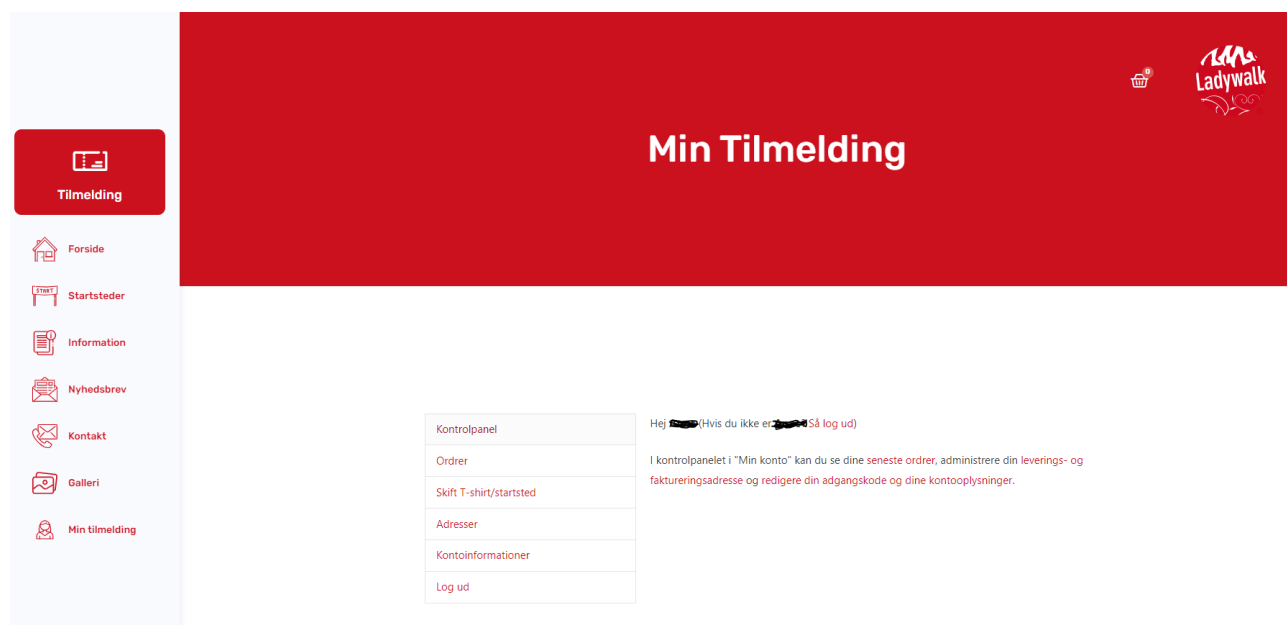 0
Ladywalk
Min Tilmelding
Tilmelding
Forside
START
Startsteder
Information
Nyhedsbrev
Kontakt
Galleri
Min tilmelding
Kontrolpanel
Ordrer
Skift T-shirt/startsted
Adresser
Kontoinformationer
Log ud
Hej (Hvis du ikke er Så log ud)
I kontrolpanelet i "Min konto" kan du se dine seneste ordrer, administrere din leverings- og
faktureringsadresse og redigere din adgangskode og dine kontooplysninger.